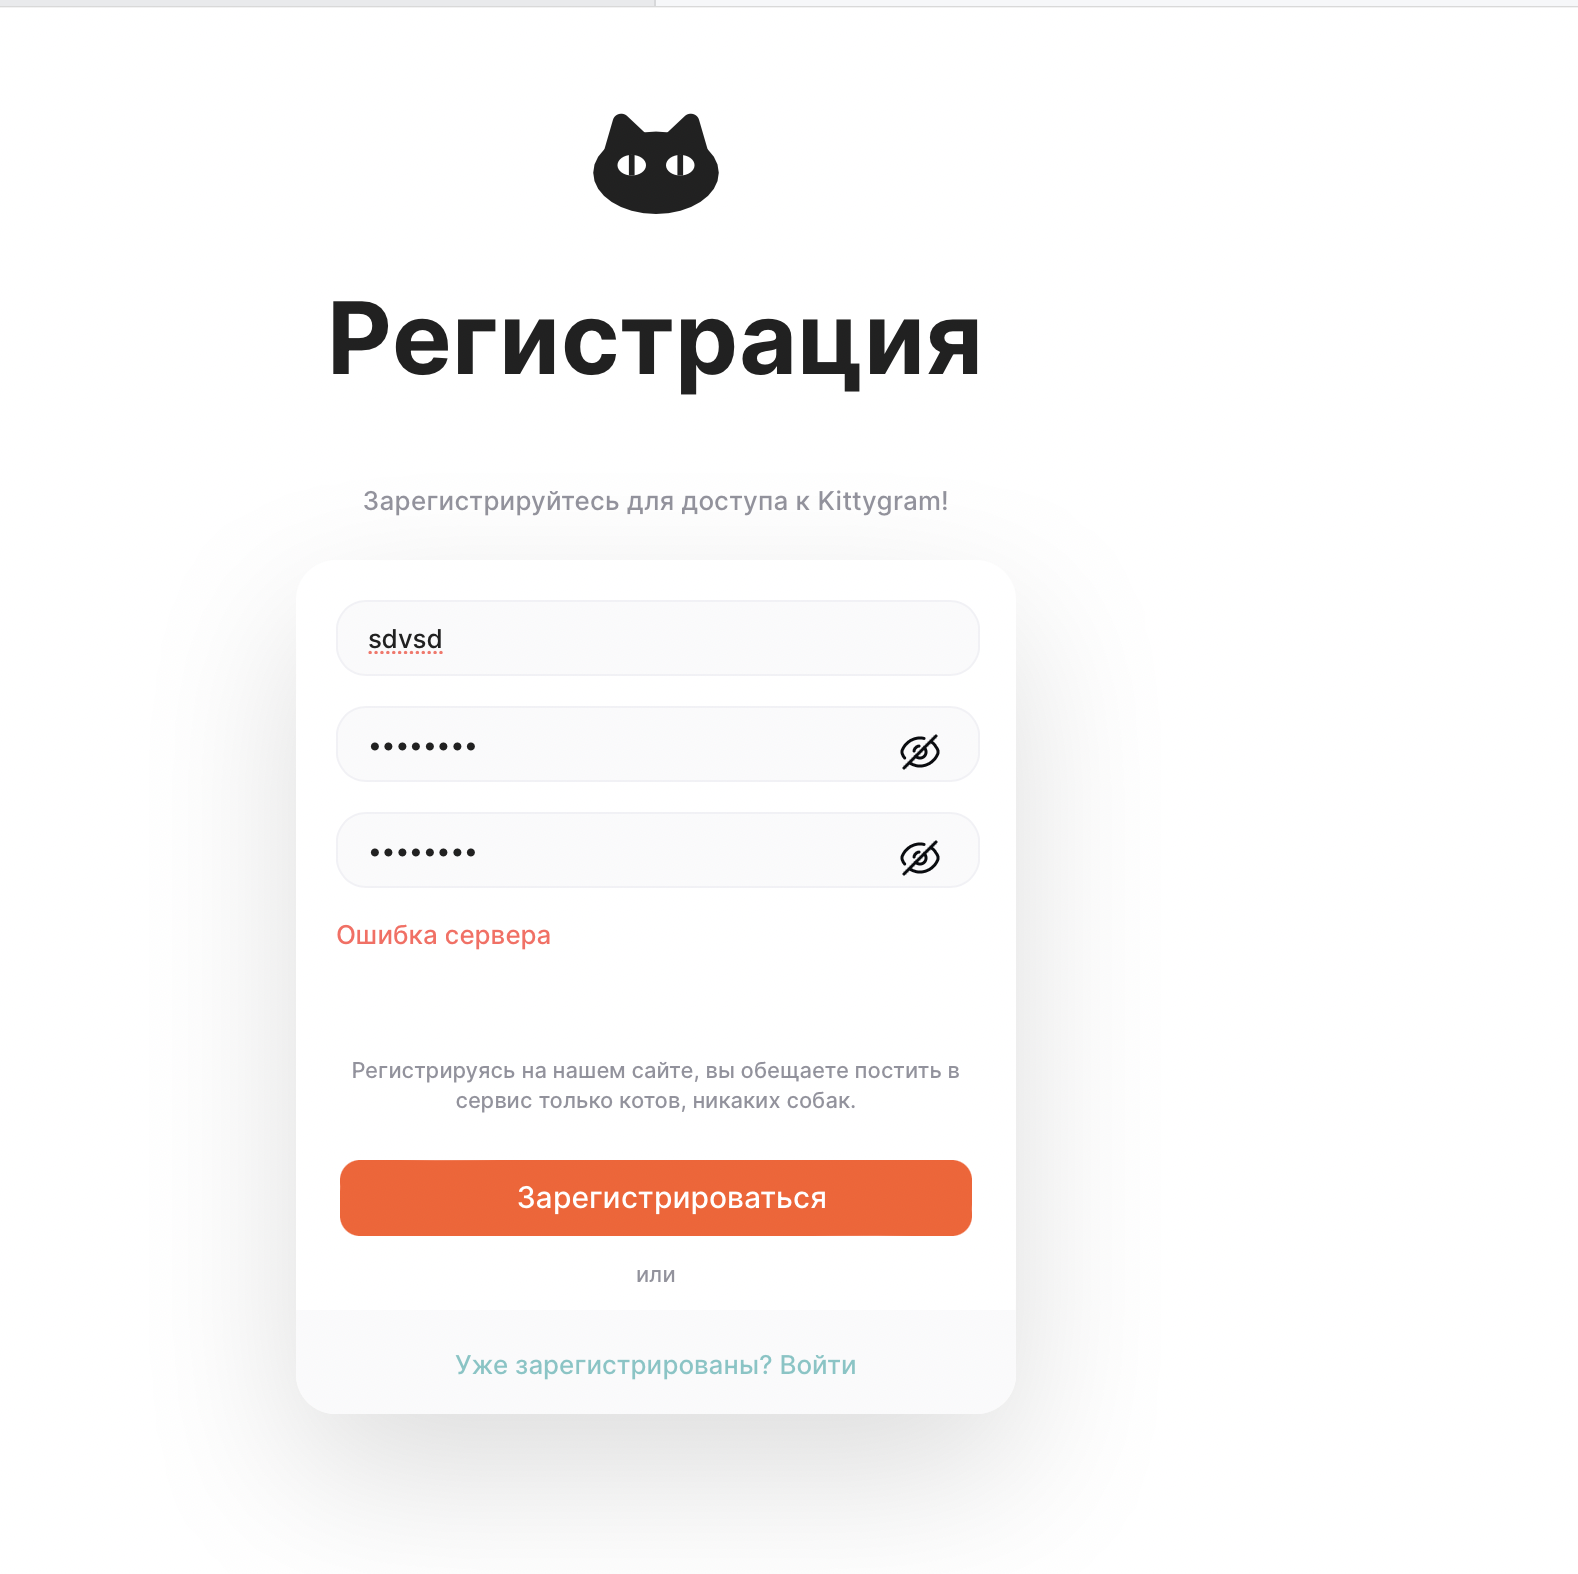 Регистрация
Зарегистрируйтесь для доступа к Kittygram!
sdvsd
••••••••
••••••••
Ошибка сервера
Регистрируясь на нашем сайте, вы обещаете постить в
сервис только котов, никаких собак.
Зарегистрироваться
или
Уже зарегистрированы? Войти